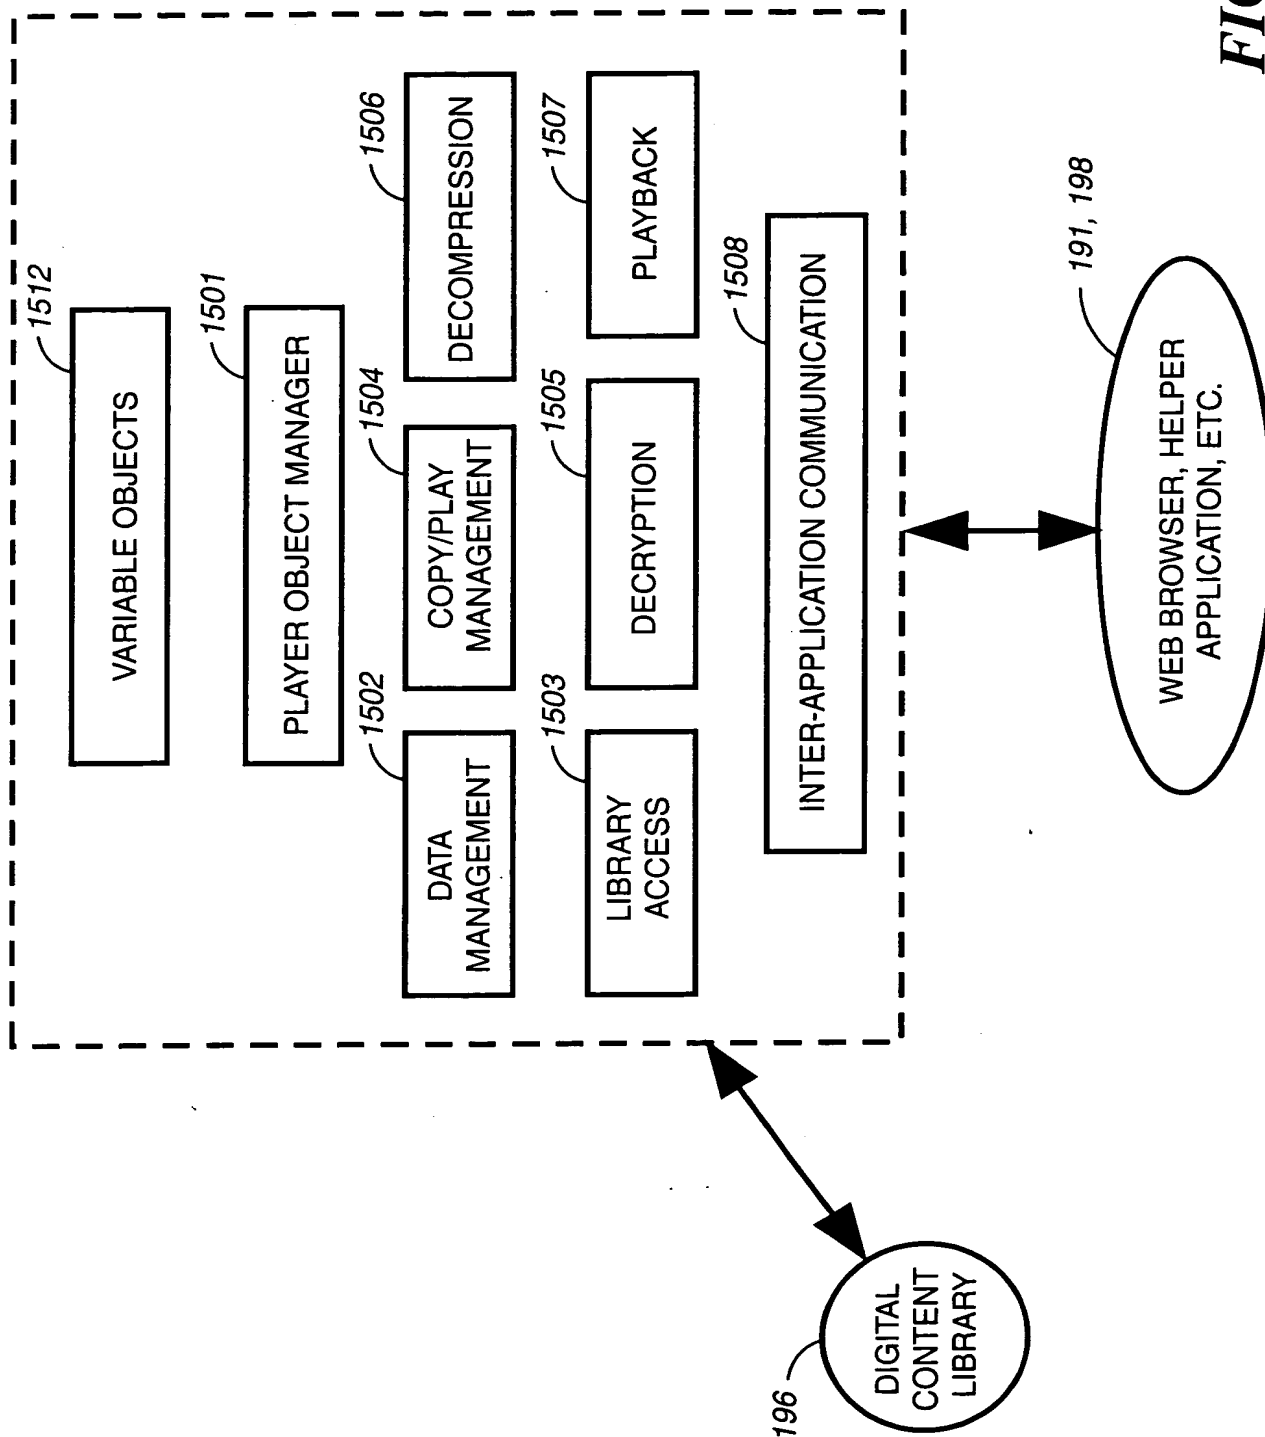 1512
VARIABLE OBJECTS
1501
PLAYER OBJECT MANAGER
1502
DATA
MANAGEMENT
1504
COPY/PLAY
MANAGEMENT
1506
DECOMPRESSION
1503
LIBRARY
ACCESS
1505
DECRYPTION
1507
PLAYBACK
1508
INTER-APPLICATION COMMUNICATION
196
DIGITAL
CONTENT
LIBRARY
191, 198
WEB BROWSER, HELPER
APPLICATION, ETC.